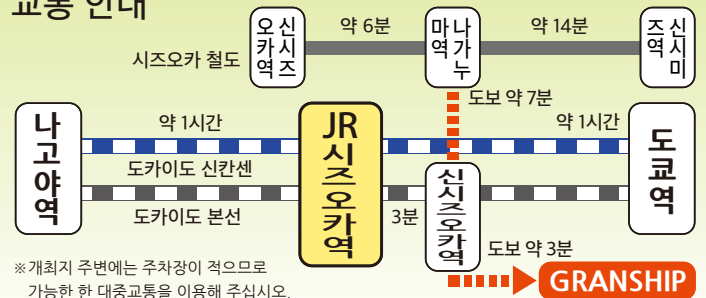 교통 안내
시즈오카 철도
신시즈오카역
약 6분
나가누마역
약 14분
신시미즈역
도보 약 7분
나고야역
약 1시간
JR시즈오카역
약 1시간
도쿄역
도카이도 신칸센
도카이도 본선
3분
신시즈오카역
도보 약 3분
GRANSHIP
※개최지 주변에는 주차장이 적으므로
가능한 한 대중교통을 이용해 주십시오.